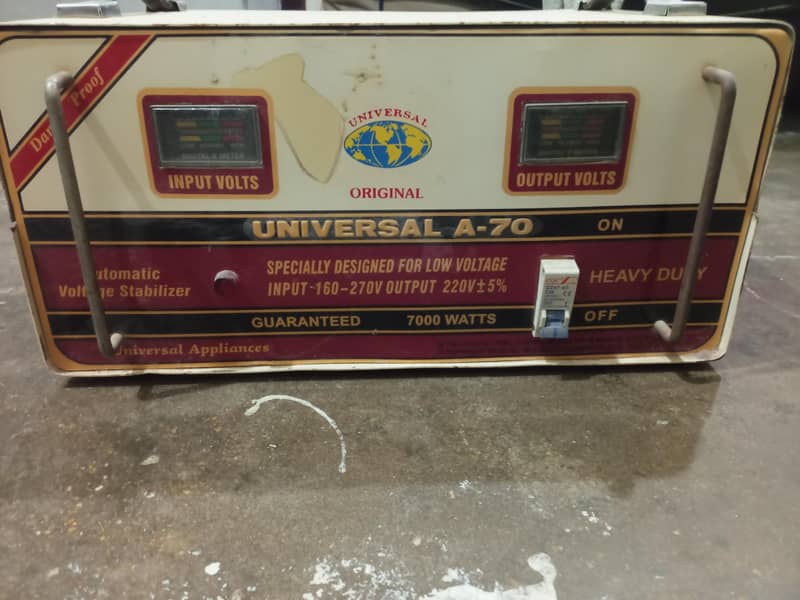 Proof
UNIVERSAL
ORIGINAL
INPUT VOLTS
OUTPUT VOLTS
UNIVERSAL A-70
ON
Automatic
Voltage Stabilizer
SPECIALLY DESIGNED FOR LOW VOLTAGE
INPUT-160-270V OUTPUT 220V±5%
HEAVY DUTY
GUARANTEED 7000 WATTS
OFF
Universal Appliances